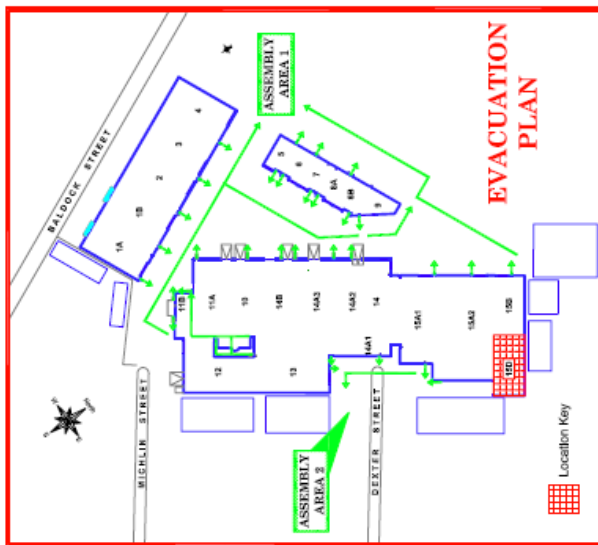 EVACUATION
PLAN
ASSEMBLY
AREA 1
BALDOCK STREET
4
3
2
1B
1A
5
6
7
8A
8B
9
11B
11A
10
14B
14A3
14A2
14
12
13
14A1
15A1
15A2
15B
15D
MICHLIN STREET
DEXTER STREET
ASSEMBLY
AREA 2
North
E
S
W
Location Key